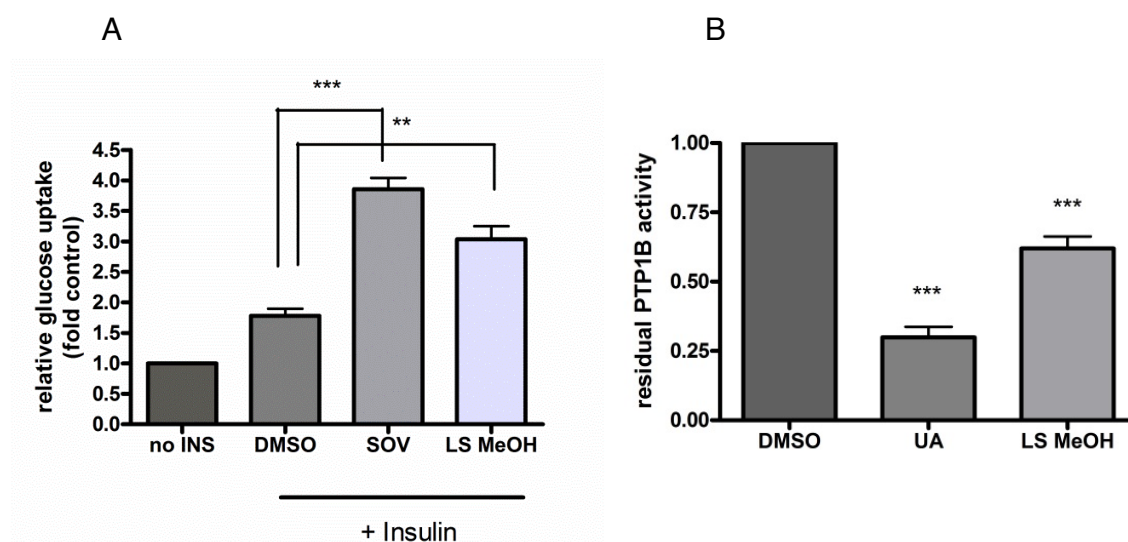 A
***
**
relative glucose uptake
(fold control)
4.5
4.0
3.5
3.0
2.5
2.0
1.5
1.0
0.5
0.0
no INS DMSO SOV LS MeOH
+ Insulin
B
residual PTP1B activity
1.00
0.75
0.50
0.25
0.00
***
***
DMSO UA LS MeOH